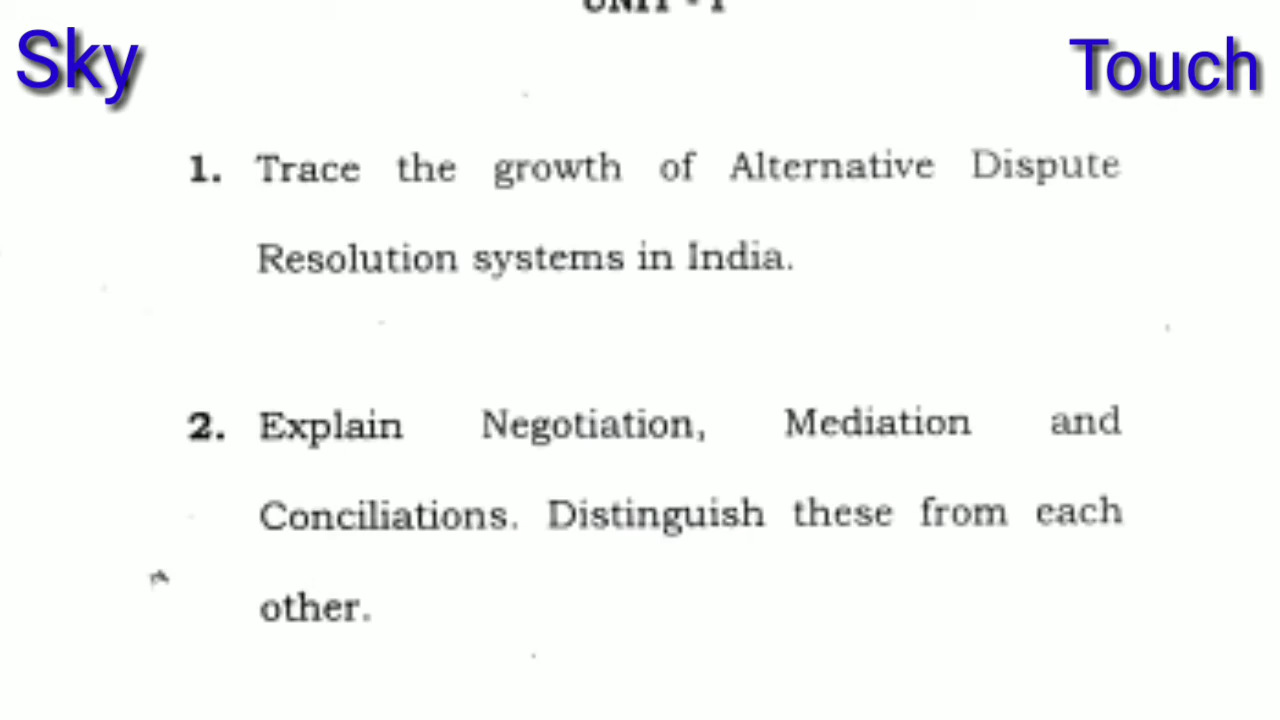 UNIT - I
Sky Touch
1. Trace the growth of Alternative Dispute
Resolution systems in India.
2. Explain Negotiation, Mediation and
Conciliations. Distinguish these from each
other.